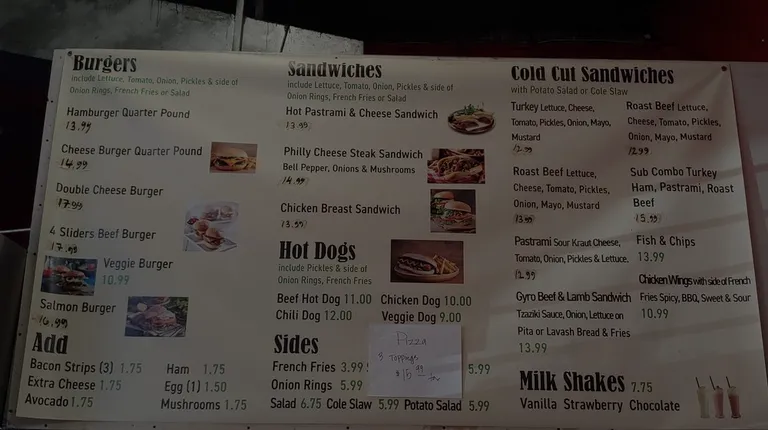 Burgers
include Lettuce, Tomato, Onion, Pickles & side of
Onion Rings, French Fries or Salad
Hamburger Quarter Pound
13.99
Cheese Burger Quarter Pound
14.99
Double Cheese Burger
17.99
4 Sliders Beef Burger
17.99
Veggie Burger
10.99
Salmon Burger
16.99
Add
Bacon Strips (3) 1.75
Extra Cheese 1.75
Avocado 1.75
Ham 1.75
Egg (1) 1.50
Mushrooms 1.75
Sandwiches
include Lettuce, Tomato, Onion, Pickles & side of
Onion Rings, French Fries or Salad
Hot Pastrami & Cheese Sandwich
13.99
Philly Cheese Steak Sandwich
Bell Pepper, Onions & Mushrooms
14.99
Chicken Breast Sandwich
13.99
Hot Dogs
include Pickles & side of
Onion Rings, French Fries
Beef Hot Dog 11.00
Chili Dog 12.00
Chicken Dog 10.00
Veggie Dog 9.00
Sides
French Fries 3.99
5.99
Onion Rings 5.99
Salad 6.75 Cole Slaw 5.99 Potato Salad 5.99
Pizza
3 Toppings
$15.99
Cold Cut Sandwiches
with Potato Salad or Cole Slaw
Turkey Lettuce, Cheese,
Tomato, Pickles, Onion, Mayo,
Mustard
12.99
Roast Beef Lettuce,
Cheese, Tomato, Pickles,
Onion, Mayo, Mustard
13.99
Pastrami Sour Kraut Cheese,
Tomato, Onion, Pickles & Lettuce.
12.99
Gyro Beef & Lamb Sandwich
Tzaziki Sauce, Onion, Lettuce on
Pita or Lavash Bread & Fries
13.99
Roast Beef Lettuce,
Cheese, Tomato, Pickles,
Onion, Mayo, Mustard
12.99
Sub Combo Turkey
Ham, Pastrami, Roast
Beef
15.99
Fish & Chips
13.99
Chicken Wings with side of French
Fries Spicy, BBQ, Sweet & Sour
10.99
Milk Shakes 7.75
Vanilla Strawberry Chocolate